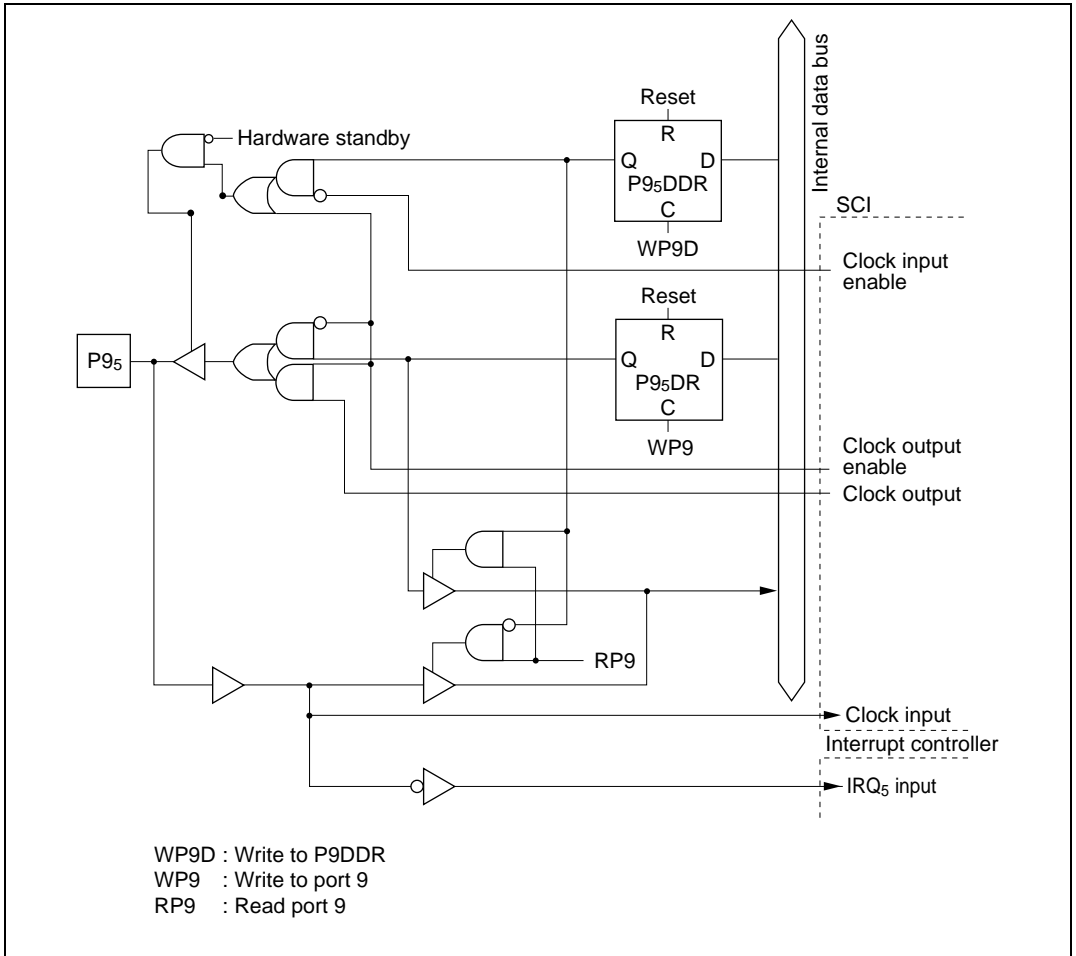 Reset
Hardware standby
R
Q
D
P9₅DDR
C
WP9D
Internal data bus
SCI
Clock input
enable
Reset
R
Q
D
P9₅DR
C
WP9
P9₅
Clock output
enable
Clock output
RP9
Clock input
Interrupt controller
IRQ₅ input
WP9D : Write to P9DDR
WP9 : Write to port 9
RP9 : Read port 9